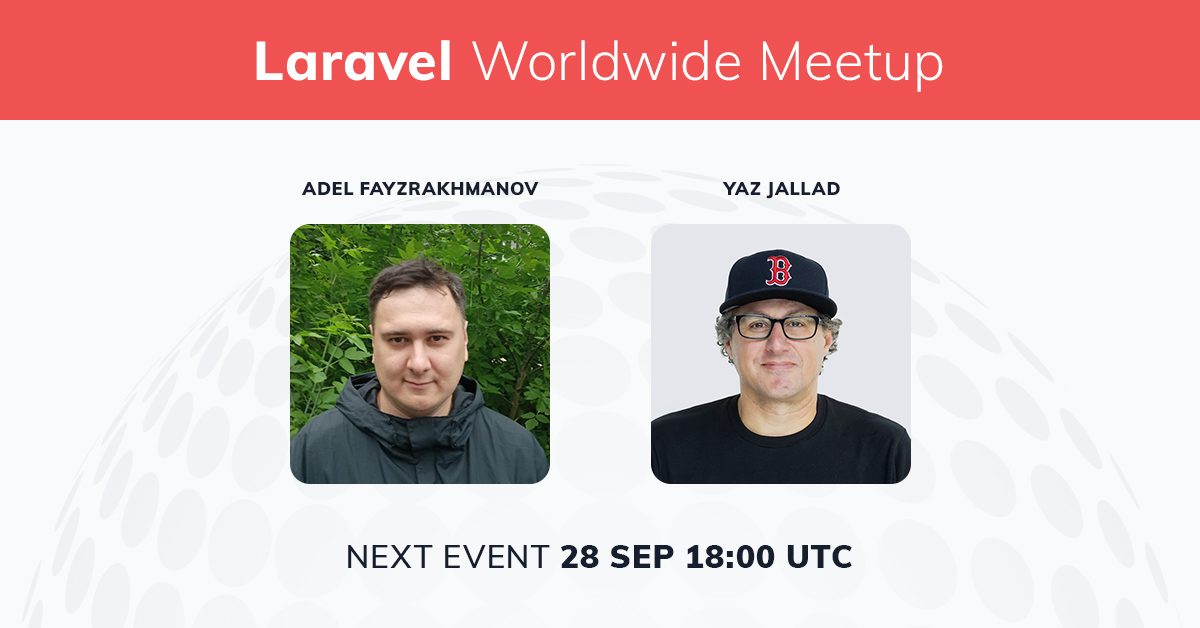 Laravel Worldwide Meetup
ADEL FAYZRAKHMANOV
YAZ JALLAD
B
NEXT EVENT 28 SEP 18:00 UTC